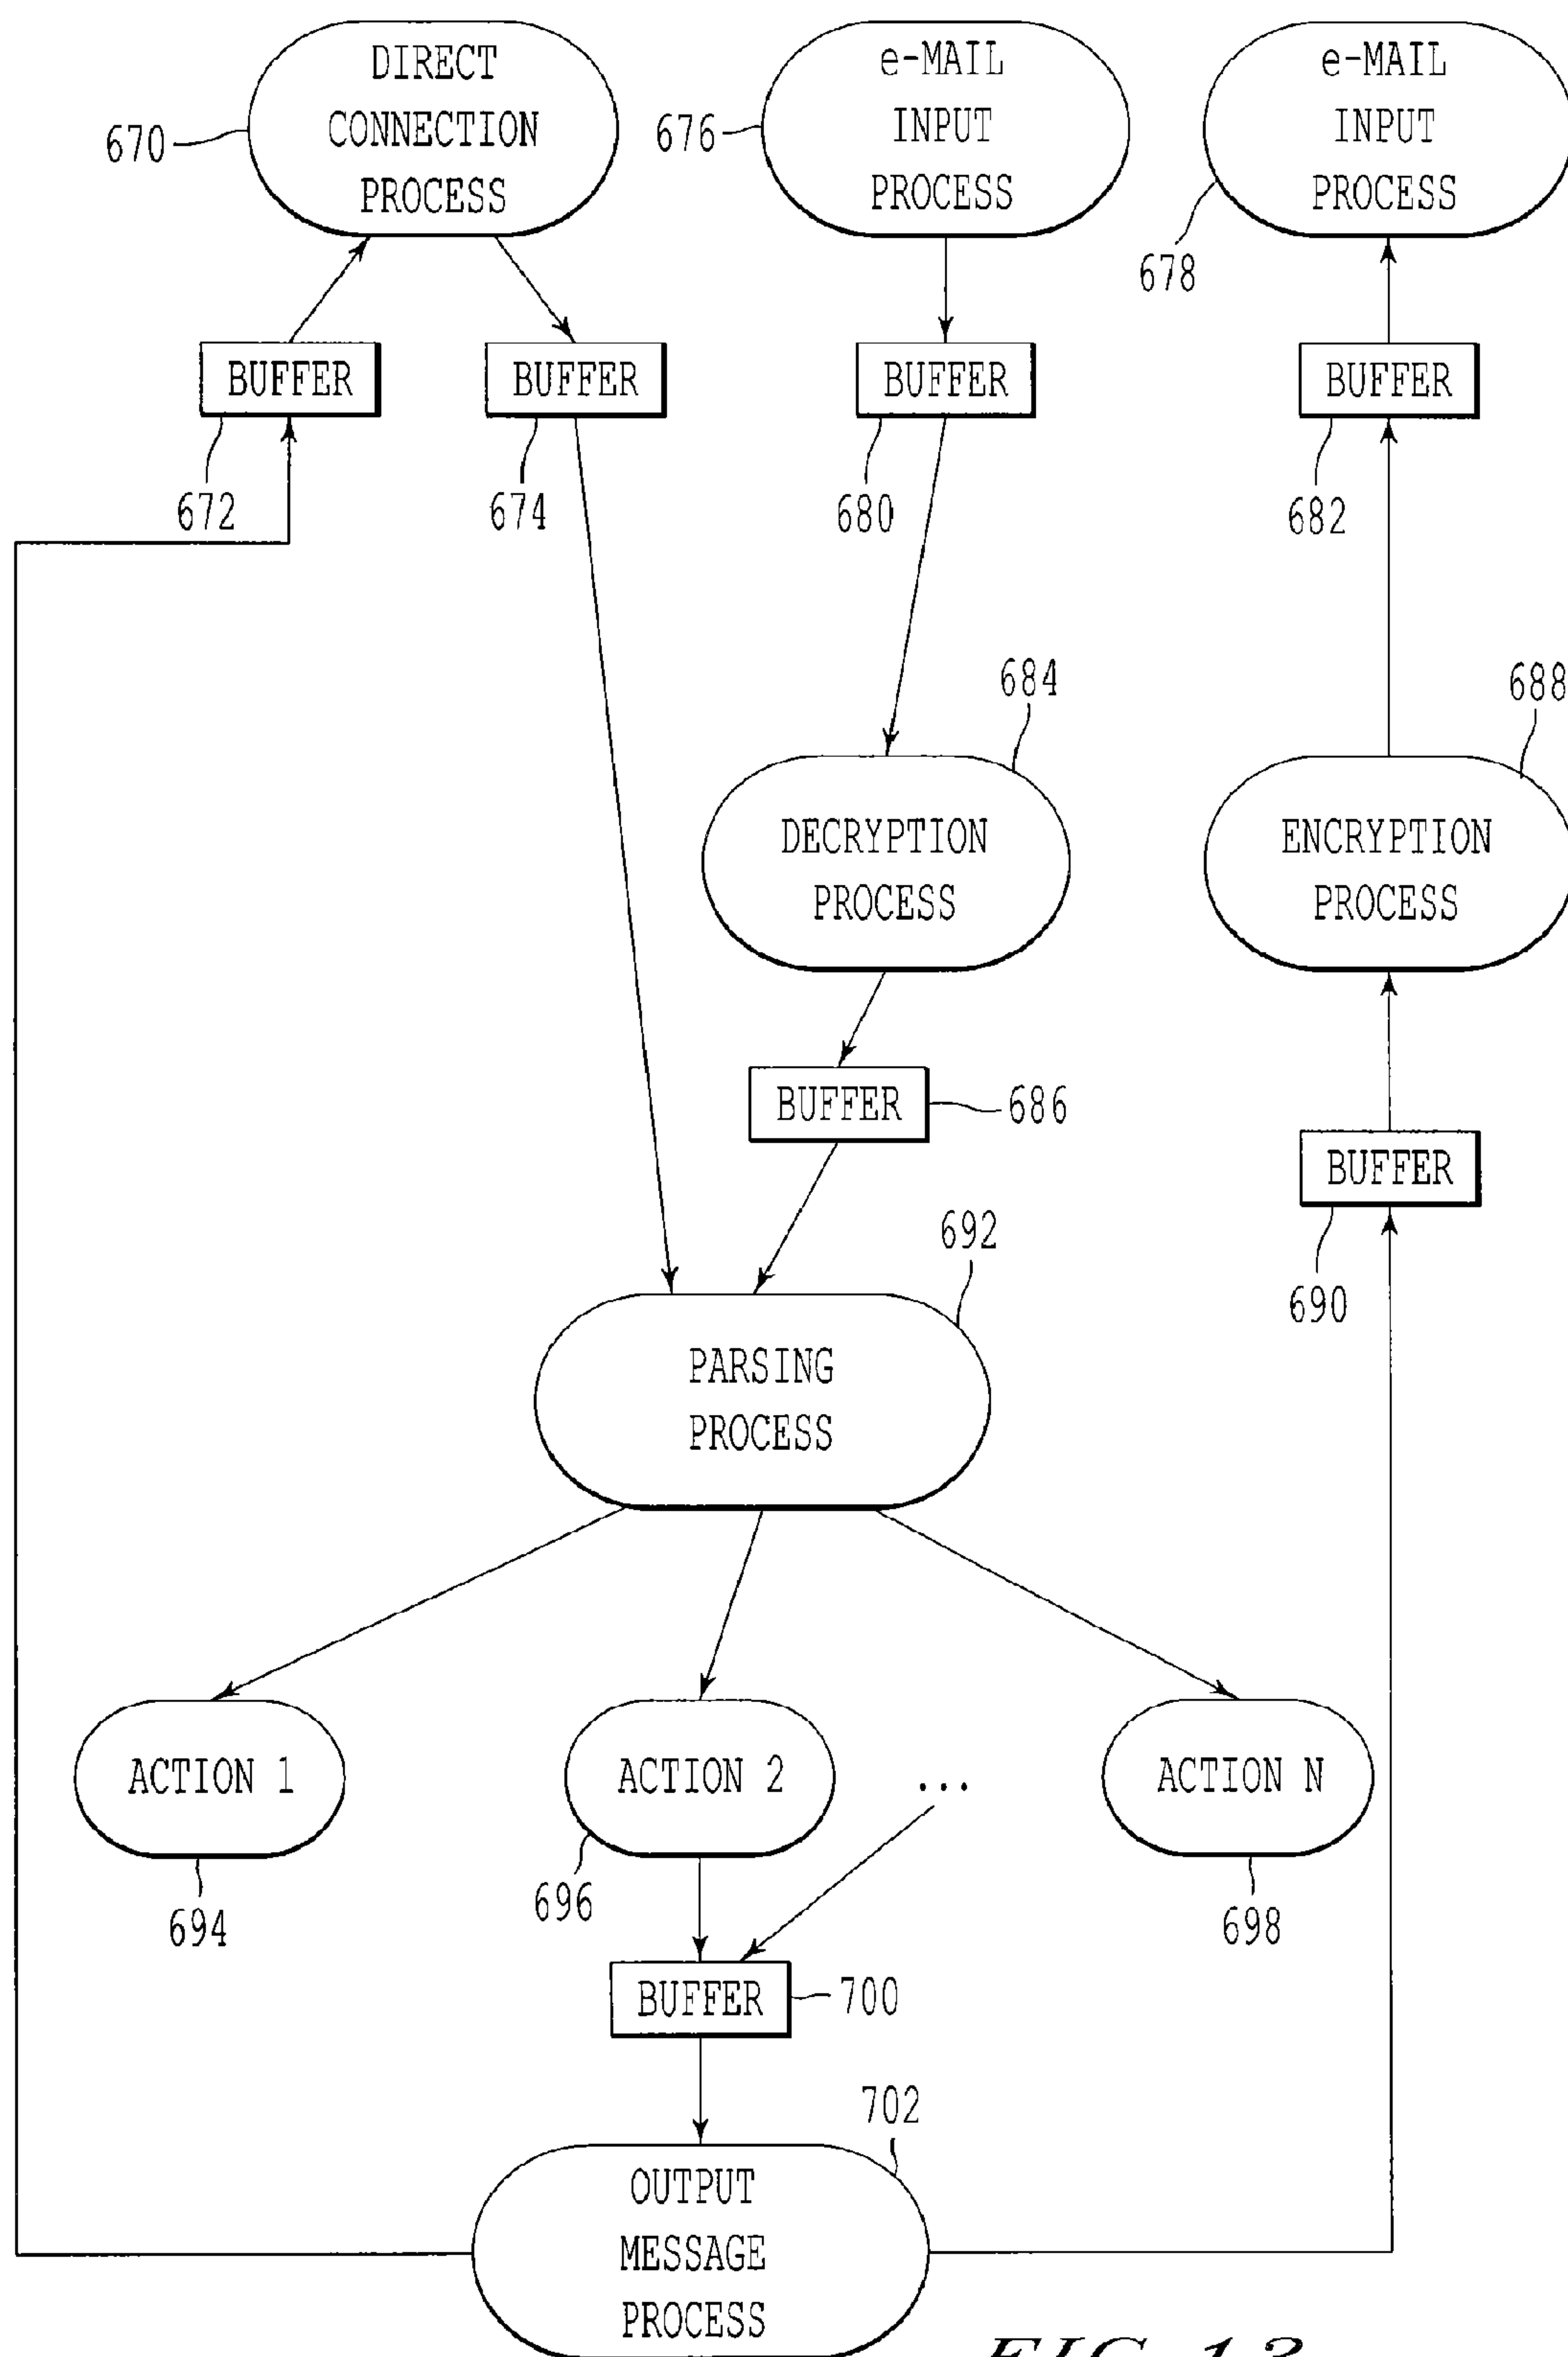 DIRECT
CONNECTION
PROCESS
670
e-MAIL
INPUT
PROCESS
676
e-MAIL
INPUT
PROCESS
678
BUFFER
672
BUFFER
674
BUFFER
680
BUFFER
682
684
DECRYPTION
PROCESS
688
ENCRYPTION
PROCESS
BUFFER
686
BUFFER
690
692
PARSING
PROCESS
ACTION 1
694
ACTION 2
696
...
ACTION N
698
BUFFER
700
702
OUTPUT
MESSAGE
PROCESS
FIG. 13